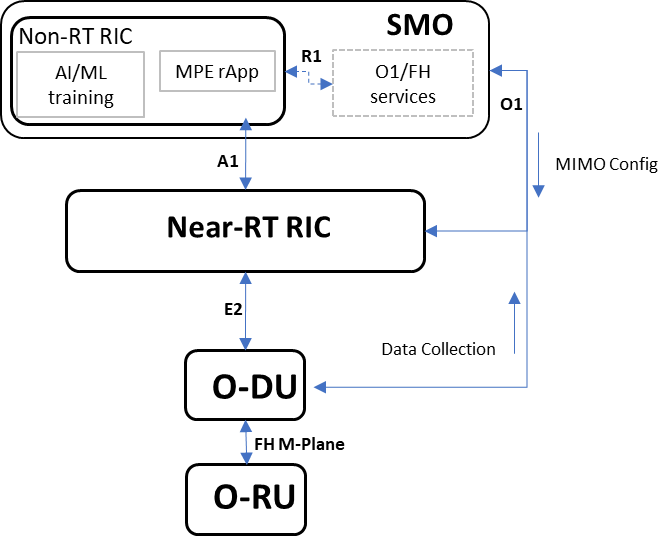 SMO
Non-RT RIC
AI/ML
training
MPE rApp
R1
O1/FH
services
O1
A1
MIMO Config
Near-RT RIC
E2
Data Collection
O-DU
FH M-Plane
O-RU